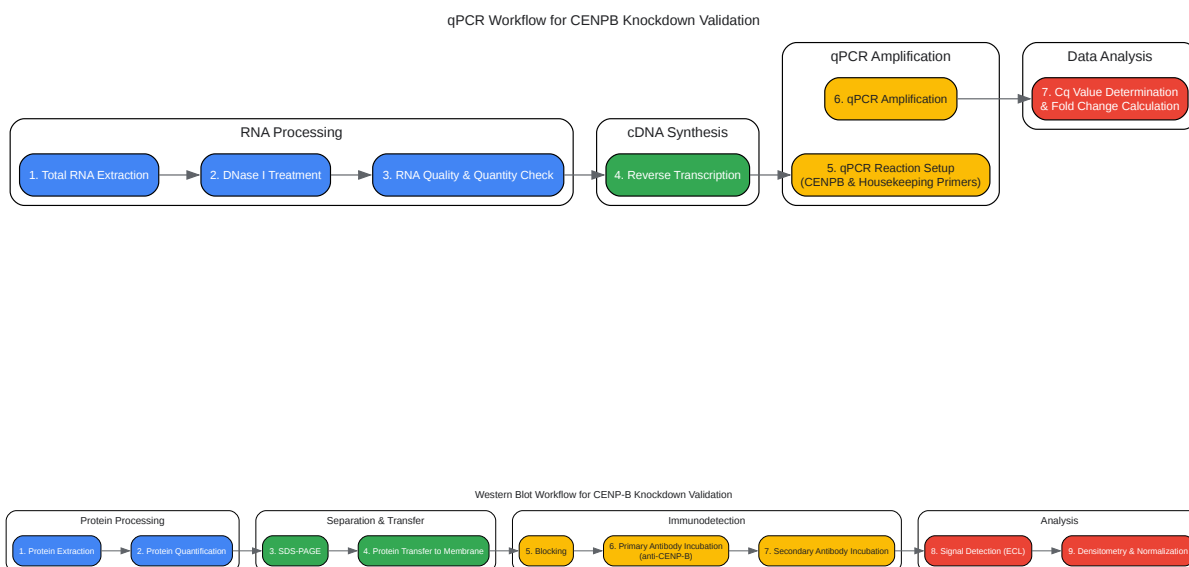 qPCR Workflow for CENPB Knockdown Validation
RNA Processing
1. Total RNA Extraction
2. DNase I Treatment
3. RNA Quality & Quantity Check
cDNA Synthesis
4. Reverse Transcription
qPCR Amplification
6. qPCR Amplification
5. qPCR Reaction Setup
(CENPB & Housekeeping Primers)
Data Analysis
7. Cq Value Determination
& Fold Change Calculation
Western Blot Workflow for CENP-B Knockdown Validation
Protein Processing
1. Protein Extraction
2. Protein Quantification
Separation & Transfer
3. SDS-PAGE
4. Protein Transfer to Membrane
Immunodetection
5. Blocking
6. Primary Antibody Incubation
(anti-CENP-B)
7. Secondary Antibody Incubation
Analysis
8. Signal Detection (ECL)
9. Densitometry & Normalization